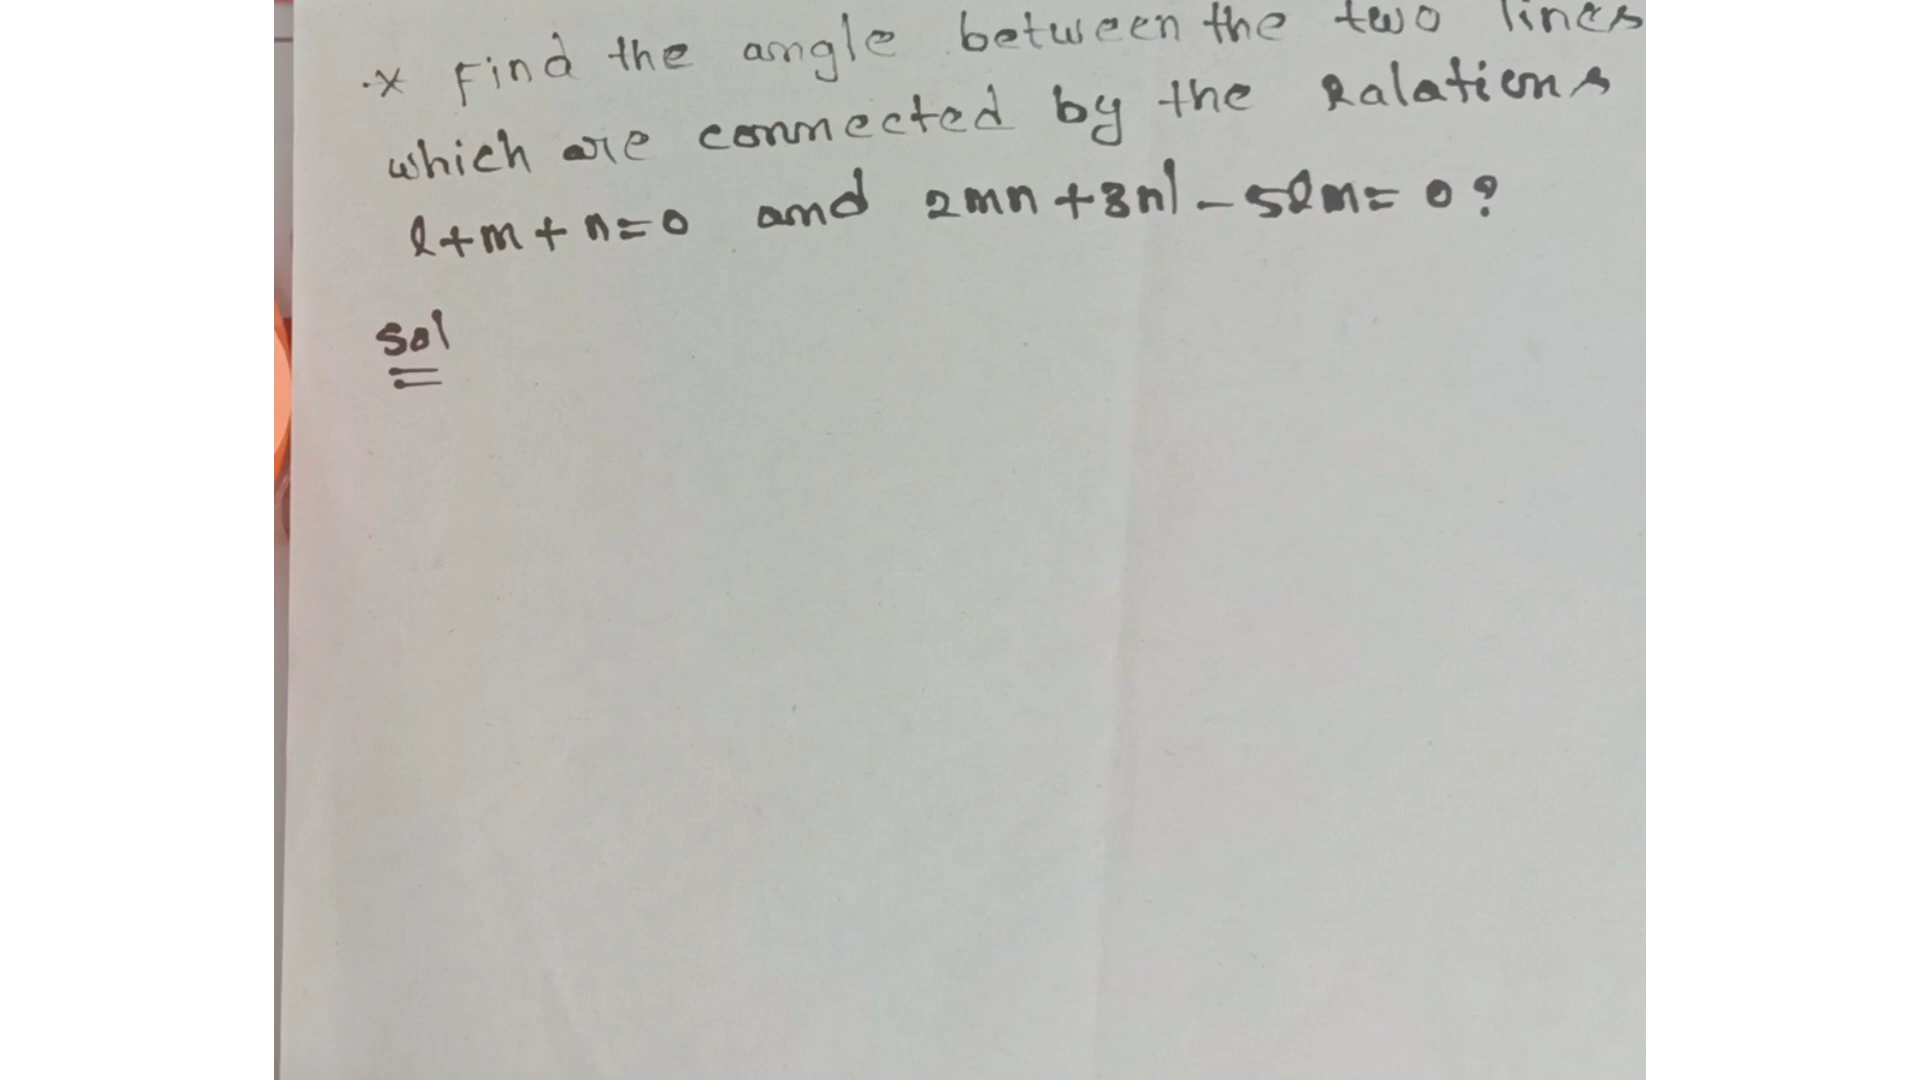 .x Find the angle between the two lines
which are connected by the Ralations
l+m+n=0 and 2mn+3nl-5lm=0?
Sol